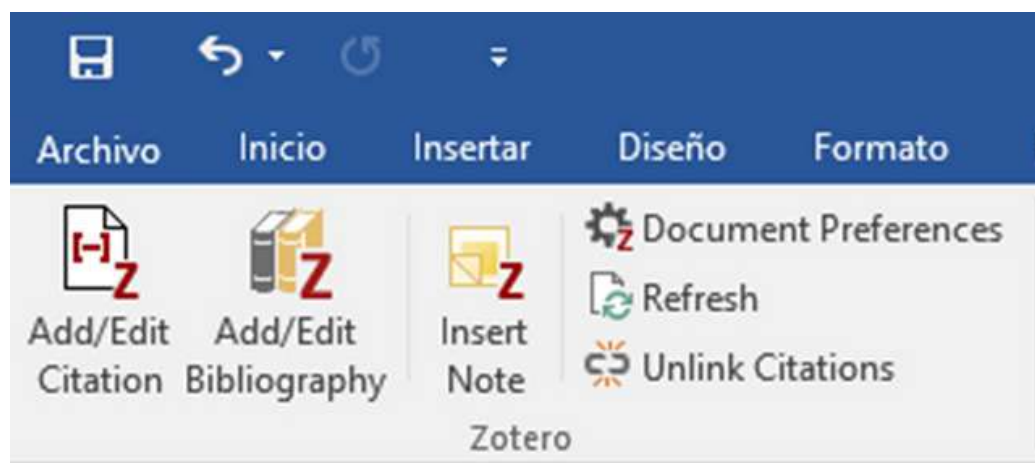 Archivo Inicio Insertar Diseño Formato
Add/Edit Citation
Add/Edit Bibliography
Insert Note
Document Preferences
Refresh
Unlink Citations
Zotero